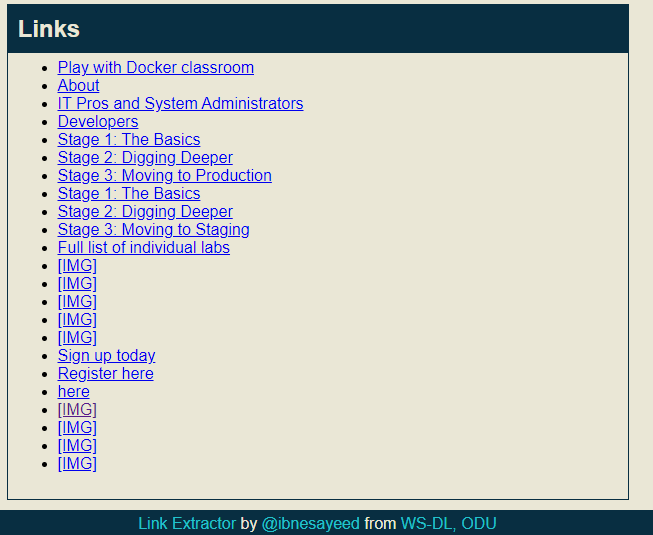 Links
Play with Docker classroom
About
IT Pros and System Administrators
Developers
Stage 1: The Basics
Stage 2: Digging Deeper
Stage 3: Moving to Production
Stage 1: The Basics
Stage 2: Digging Deeper
Stage 3: Moving to Staging
Full list of individual labs
[IMG]
[IMG]
[IMG]
[IMG]
[IMG]
Sign up today
Register here
here
[IMG]
[IMG]
[IMG]
[IMG]
Link Extractor by @ibnesayeed from WS-DL, ODU